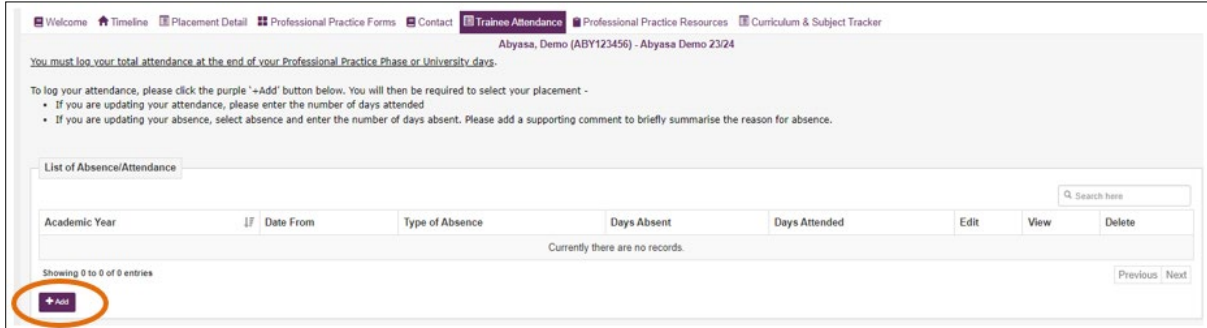 Welcome Timeline Placement Detail Professional Practice Forms Contact Trainee Attendance Professional Practice Resources Curriculum & Subject Tracker
Abyasa, Demo (ABY123456) - Abyasa Demo 23/24
You must log your total attendance at the end of your Professional Practice Phase or University days.
To log your attendance, please click the purple '+Add' button below. You will then be required to select your placement -
• If you are updating your attendance, please enter the number of days attended
• If you are updating your absence, select absence and enter the number of days absent. Please add a supporting comment to briefly summarise the reason for absence.
List of Absence/Attendance
Search here
Academic Year Date From Type of Absence Days Absent Days Attended Edit View Delete
Currently there are no records.
Showing 0 to 0 of 0 entries Previous Next
+ Add